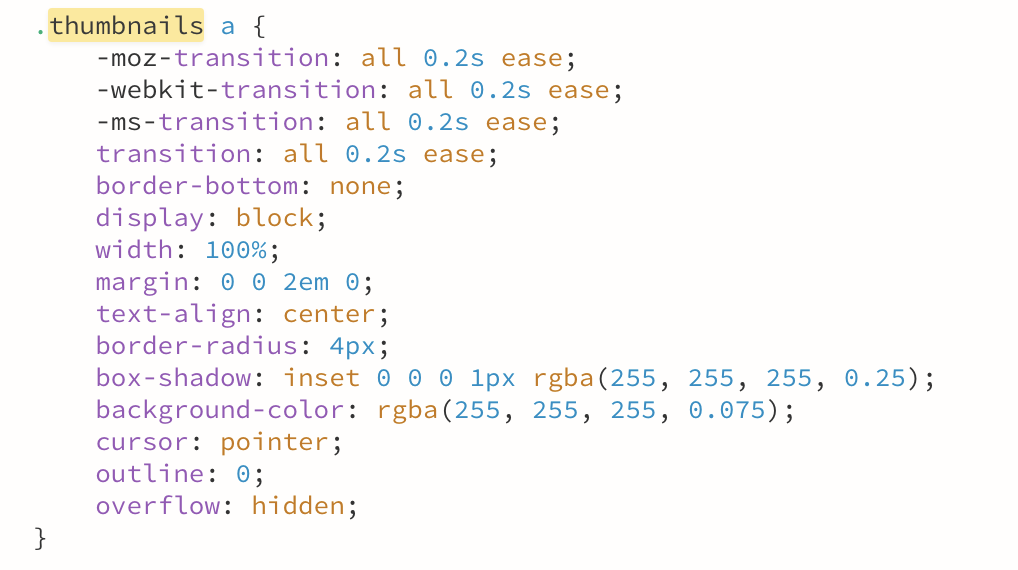 .thumbnails a {
    -moz-transition: all 0.2s ease;
    -webkit-transition: all 0.2s ease;
    -ms-transition: all 0.2s ease;
    transition: all 0.2s ease;
    border-bottom: none;
    display: block;
    width: 100%;
    margin: 0 0 2em 0;
    text-align: center;
    border-radius: 4px;
    box-shadow: inset 0 0 0 1px rgba(255, 255, 255, 0.25);
    background-color: rgba(255, 255, 255, 0.075);
    cursor: pointer;
    outline: 0;
    overflow: hidden;
}